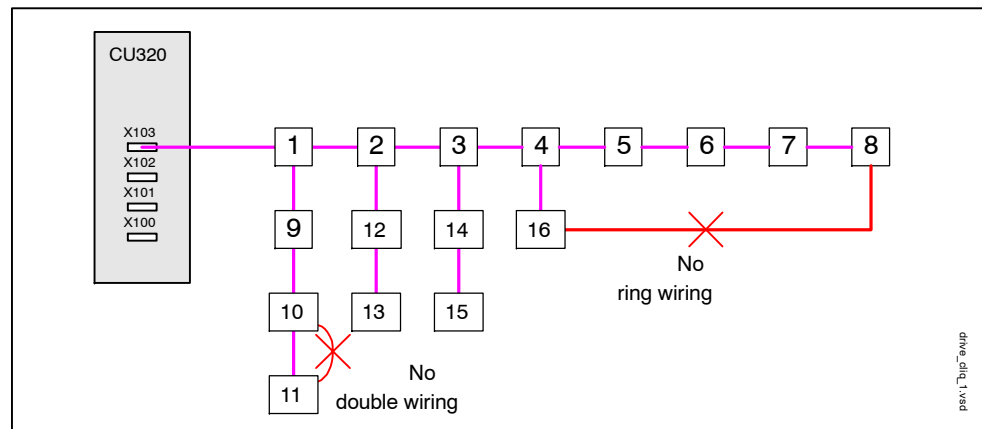 CU320
X103
X102
X101
X100
1 2 3 4 5 6 7 8
9 12 14 16
10 13 15
11
No
ring wiring
No
double wiring
drive_cliq_1.vsd